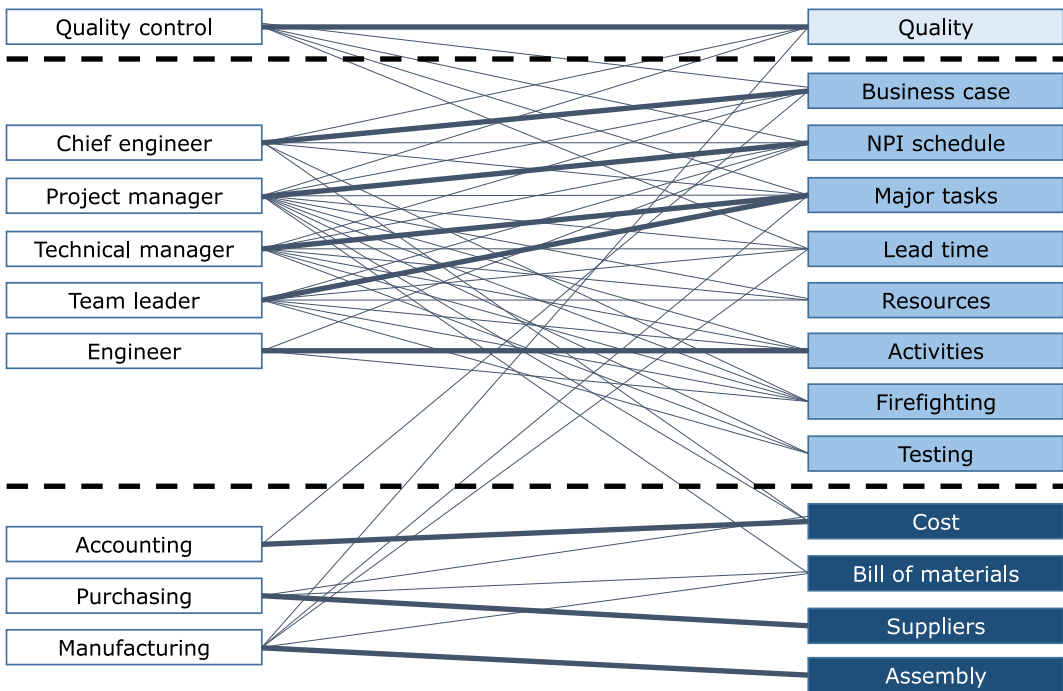 Quality control
Quality
Business case
Chief engineer
NPI schedule
Project manager
Major tasks
Technical manager
Lead time
Team leader
Resources
Engineer
Activities
Firefighting
Testing
Cost
Accounting
Bill of materials
Purchasing
Suppliers
Manufacturing
Assembly